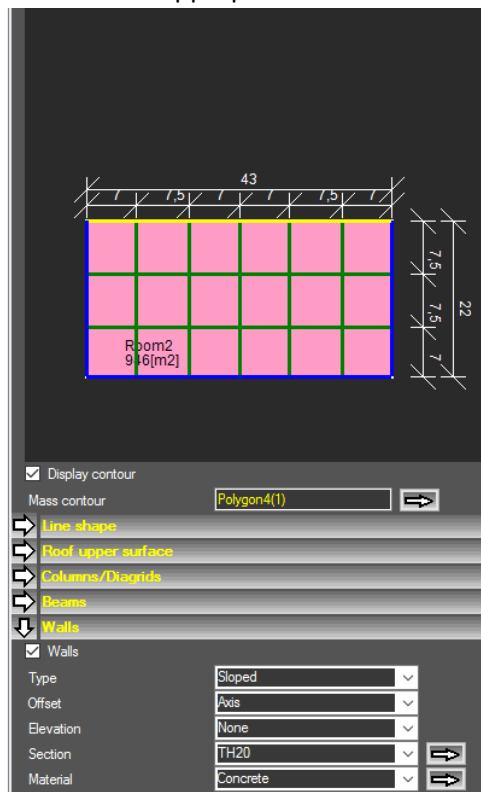 43
7 7,5 7 7 7,5 7
7,5
22
7,5
7
Room2
946[m2]
Display contour
Mass contour Polygon4(1)
Line shape
Roof upper surface
Columns/Diagrids
Beams
Walls
Walls
Type Sloped
Offset Axis
Elevation None
Section TH20
Material Concrete